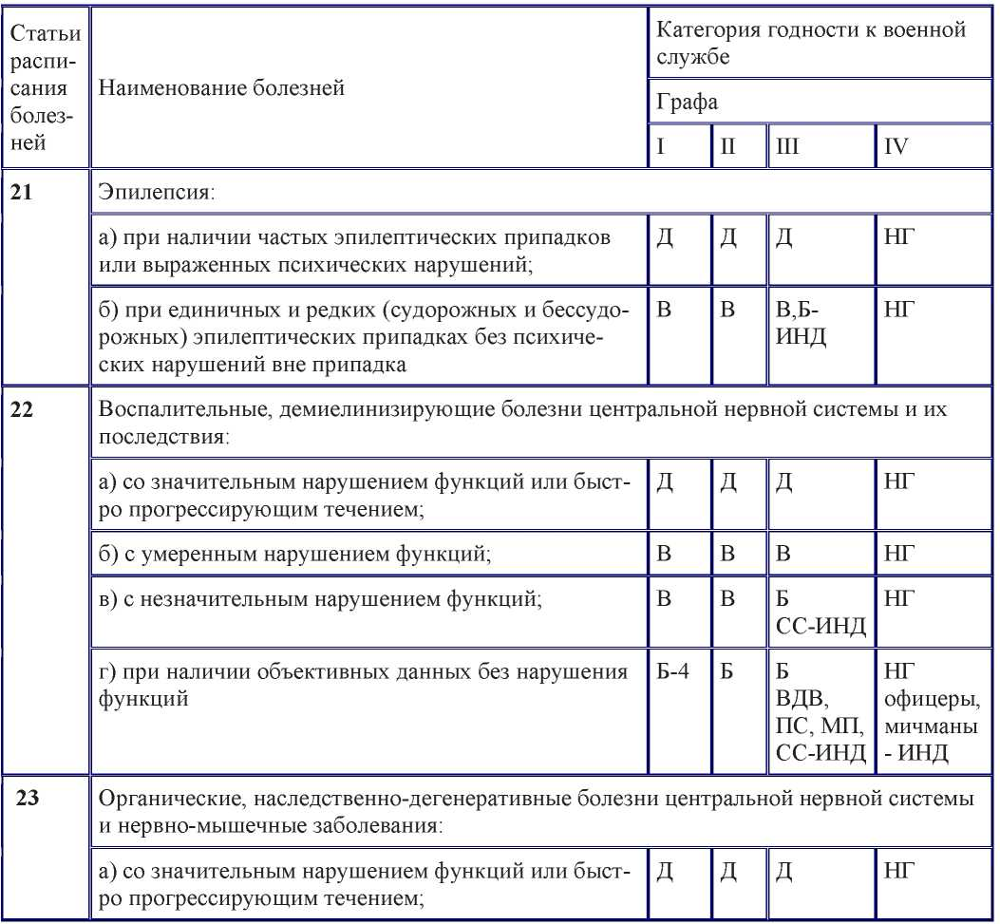 Статьи
распи-
сания
болез-
ней
Наименование болезней
Категория годности к военной
службе
Графа
I II III IV
21 Эпилепсия:
а) при наличии частых эпилептических припадков
или выраженных психических нарушений;
Д Д Д НГ
б) при единичных и редких (судорожных и бессудо-
рожных) эпилептических припадках без психиче-
ских нарушений вне припадка
В В В,Б-
ИНД
НГ
22 Воспалительные, демиелинизирующие болезни центральной нервной системы и их
последствия:
а) со значительным нарушением функций или быст-
ро прогрессирующим течением;
Д Д Д НГ
б) с умеренным нарушением функций; В В В НГ
в) с незначительным нарушением функций; В В Б
СС-ИНД
НГ
г) при наличии объективных данных без нарушения
функций
Б-4 Б Б
ВДВ,
ПС, МП,
СС-ИНД
НГ
офицеры,
мичманы
- ИНД
23 Органические, наследственно-дегенеративные болезни центральной нервной системы
и нервно-мышечные заболевания:
а) со значительным нарушением функций или быст-
ро прогрессирующим течением;
Д Д Д НГ